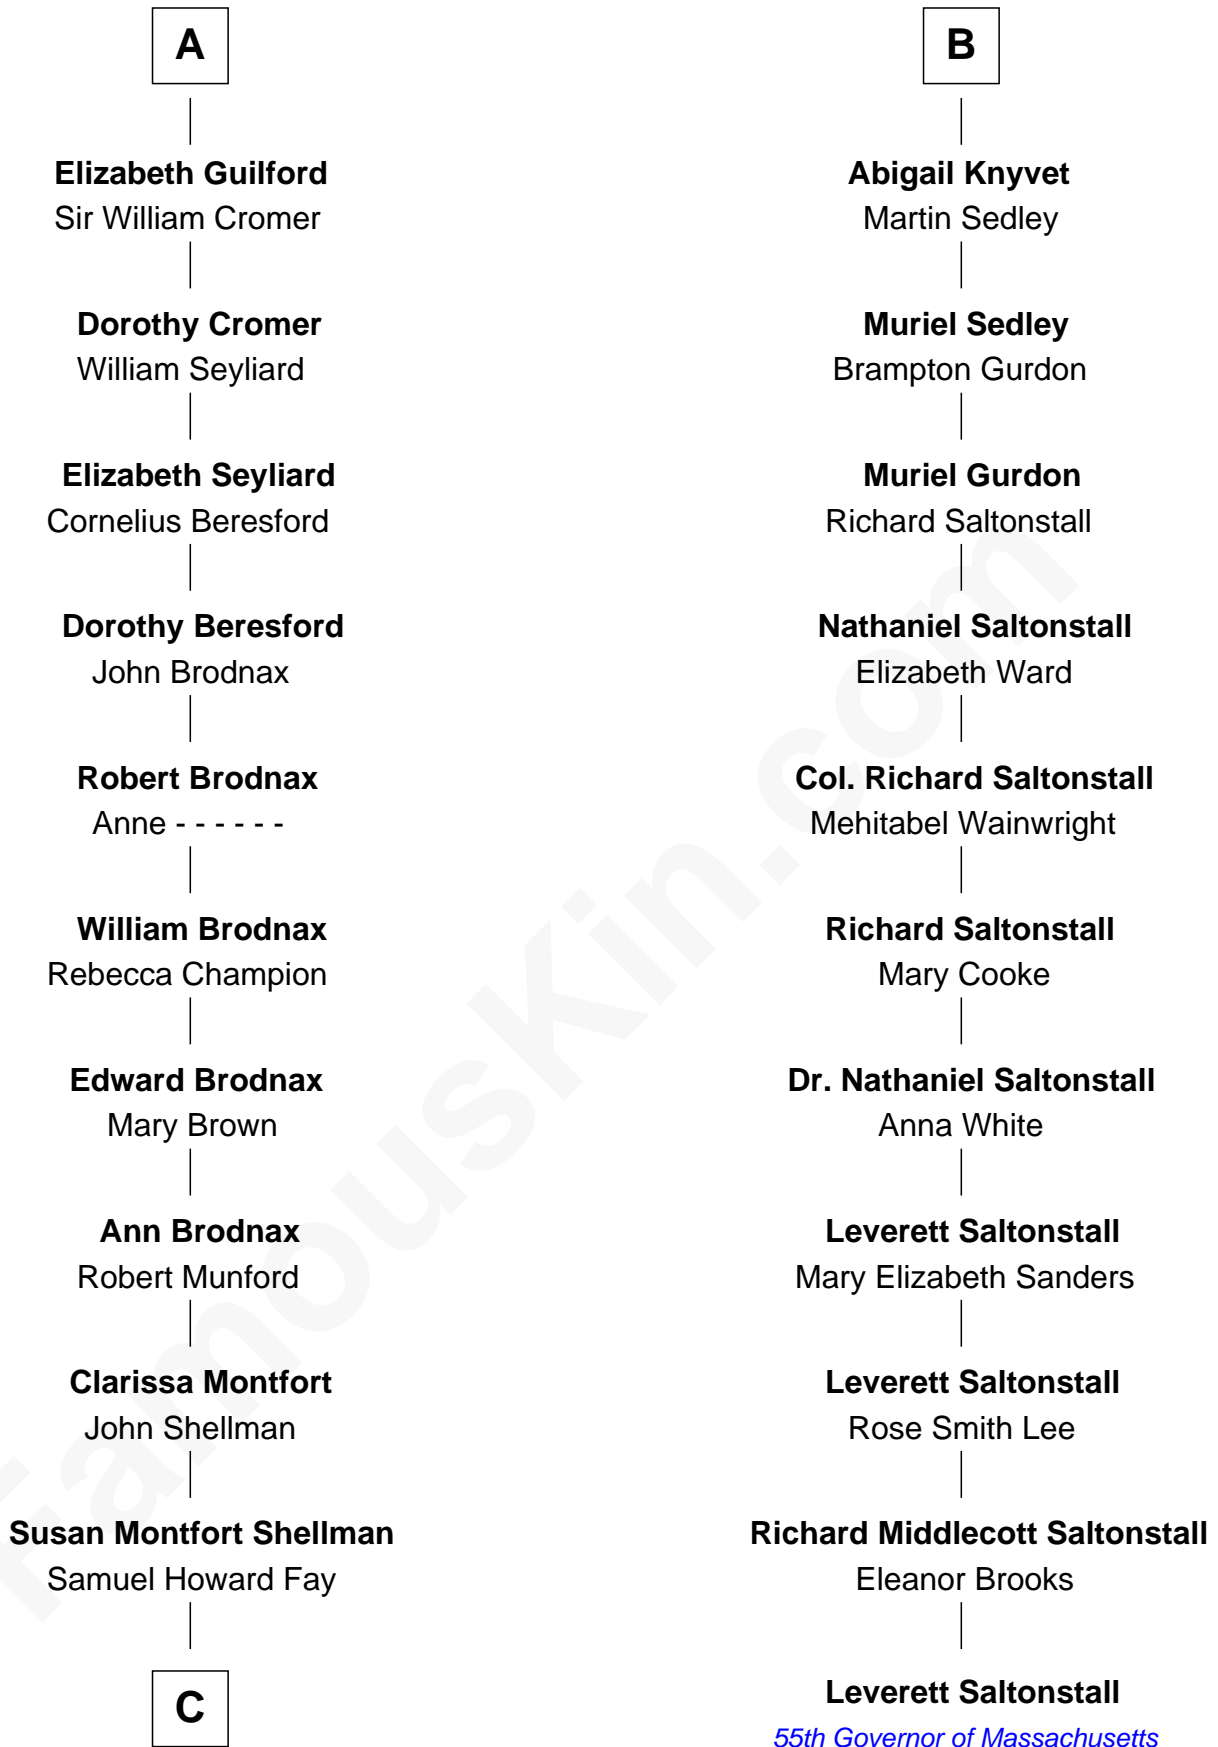 A
Elizabeth Guilford
Sir William Cromer
Dorothy Cromer
William Seyliard
Elizabeth Seyliard
Cornelius Beresford
Dorothy Beresford
John Brodnax
Robert Brodnax
Anne - - - - - -
William Brodnax
Rebecca Champion
Edward Brodnax
Mary Brown
Ann Brodnax
Robert Munford
Clarissa Montfort
John Shellman
Susan Montfort Shellman
Samuel Howard Fay
C
B
Abigail Knyvet
Martin Sedley
Muriel Sedley
Brampton Gurdon
Muriel Gurdon
Richard Saltonstall
Nathaniel Saltonstall
Elizabeth Ward
Col. Richard Saltonstall
Mehitabel Wainwright
Richard Saltonstall
Mary Cooke
Dr. Nathaniel Saltonstall
Anna White
Leverett Saltonstall
Mary Elizabeth Sanders
Leverett Saltonstall
Rose Smith Lee
Richard Middlecott Saltonstall
Eleanor Brooks
Leverett Saltonstall
55th Governor of Massachusetts
FamousKin.com